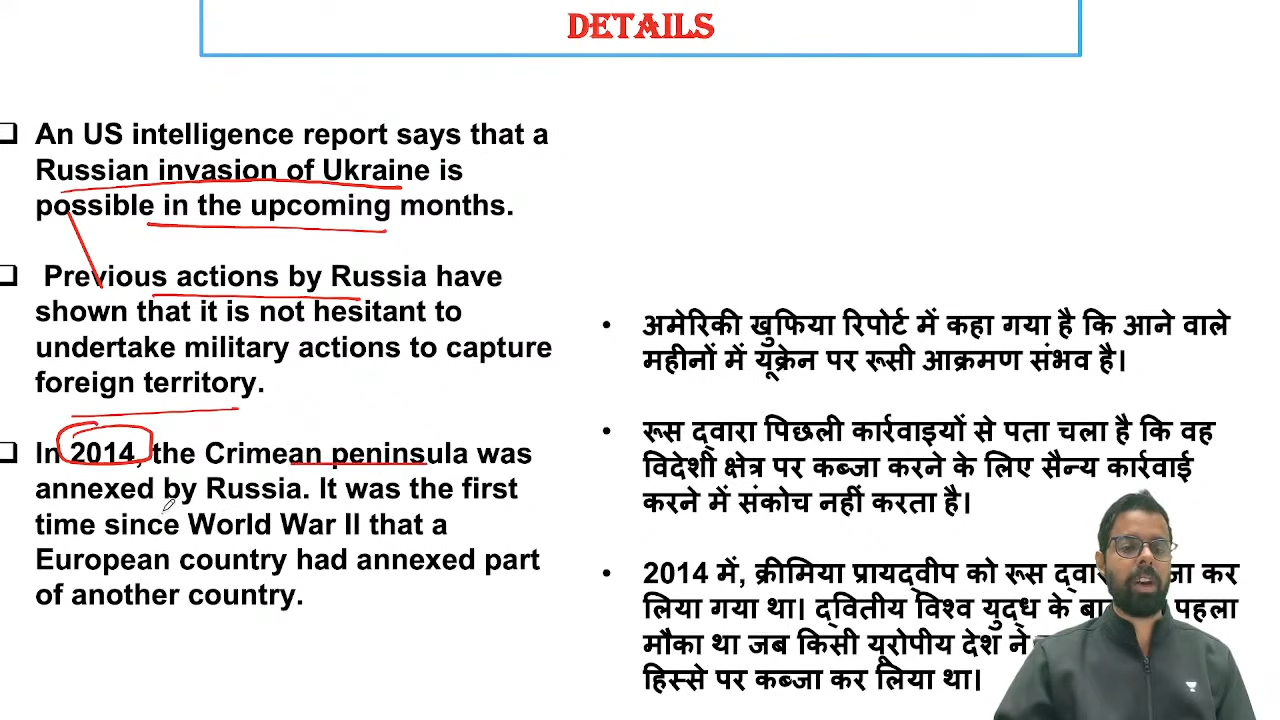 DETAILS
An US intelligence report says that a
Russian invasion of Ukraine is
possible in the upcoming months.
Previous actions by Russia have
shown that it is not hesitant to
undertake military actions to capture
foreign territory.
In 2014, the Crimean peninsula was
annexed by Russia. It was the first
time since World War II that a
European country had annexed part
of another country.
अमेरिकी खुफिया रिपोर्ट में कहा गया है कि आने वाले
महीनों में यूक्रेन पर रूसी आक्रमण संभव है।
रूस द्वारा पिछली कार्रवाइयों से पता चला है कि वह
विदेशी क्षेत्र पर कब्जा करने के लिए सैन्य कार्रवाई
करने में संकोच नहीं करता है।
2014 में, क्रीमिया प्रायद्वीप को रूस कर
लिया गया था। द्वितीय विश्व युद्ध के पहला
मौका था जब किसी यूरोपीय देश ने
हिस्से पर कब्जा कर लिया था।